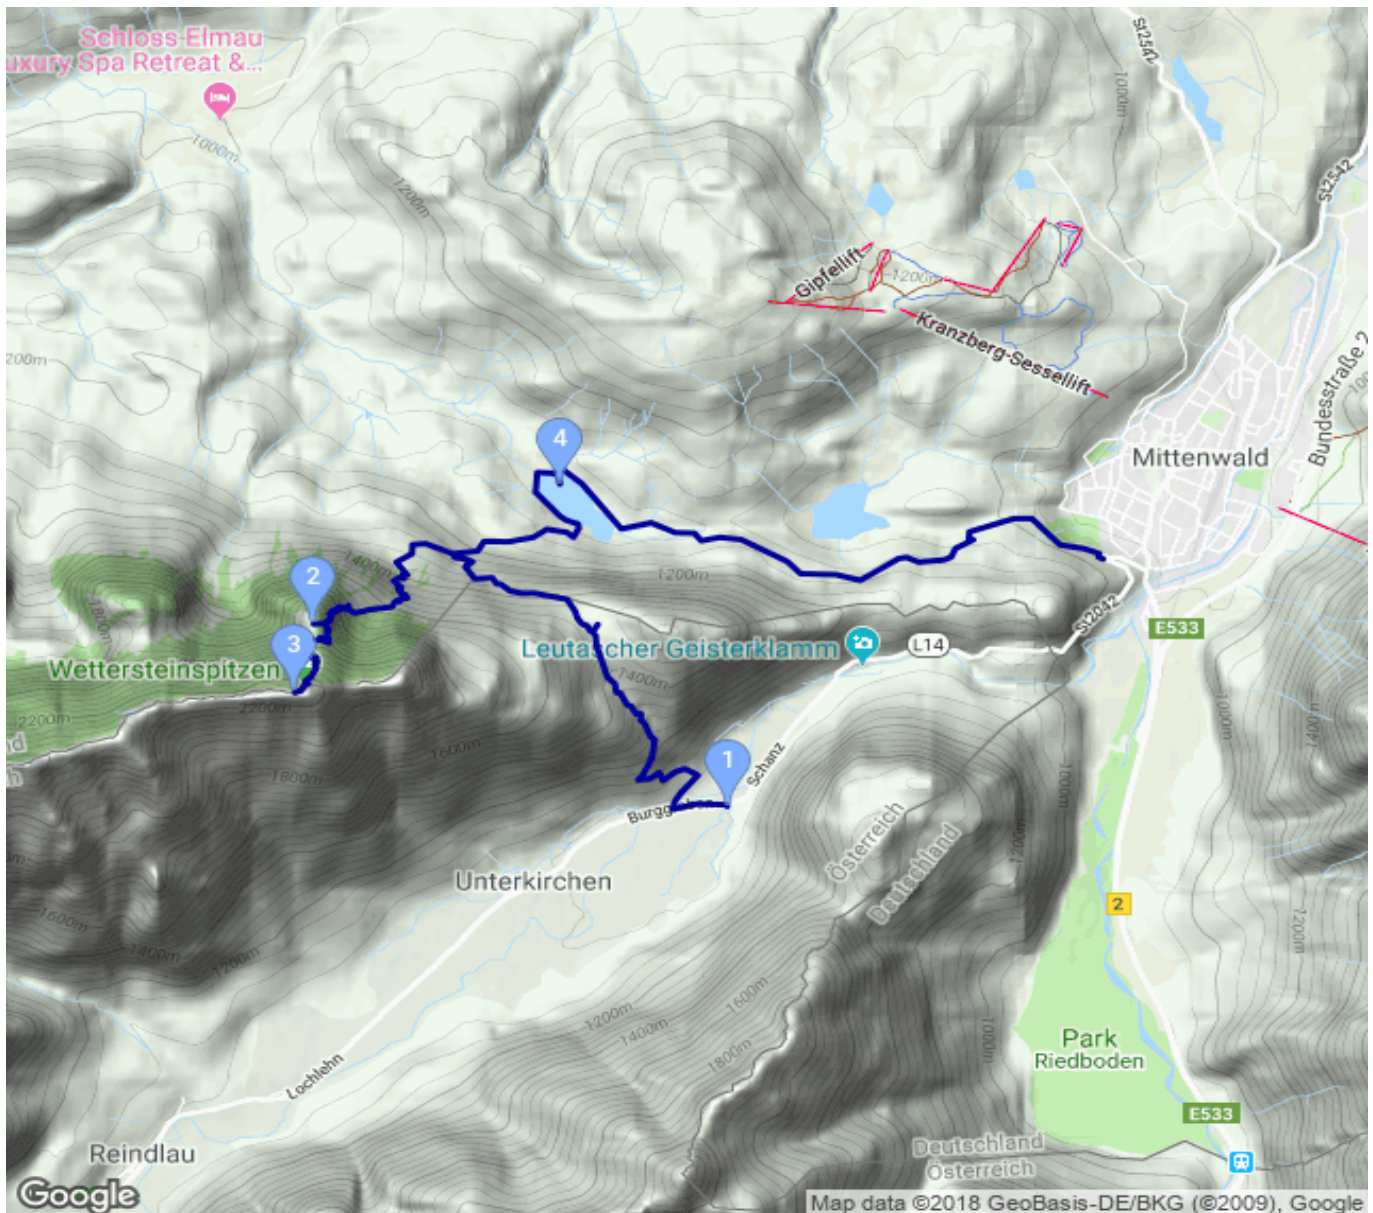 Schloss Elmau
uxury Spa Retreat &...
1000m
1200m
St2542
1000m
St2542
Gipfellift
1200m
Kranzberg-Sessellift
Bundesstraße 2
200m
4
Mittenwald
1400m
1200m
2
1800m
3
Wettersteinspitzen
Leutascher Geisterklamm
L14
St2042
E533
1400m
2200m
2200m
1600m
1800m
1
Schanz
Burggraben
1000m
1000m
1400m
1200m
Österreich
Deutschland
Unterkirchen
2
1600m
1400m
1200m
1200m
1600m
1200m
1400m
1800m
1000m
Park
Riedboden
Lochlehn
E533
Reindlau
Deutschland
Österreich
Google
Map data ©2018 GeoBasis-DE/BKG (©2009), Google